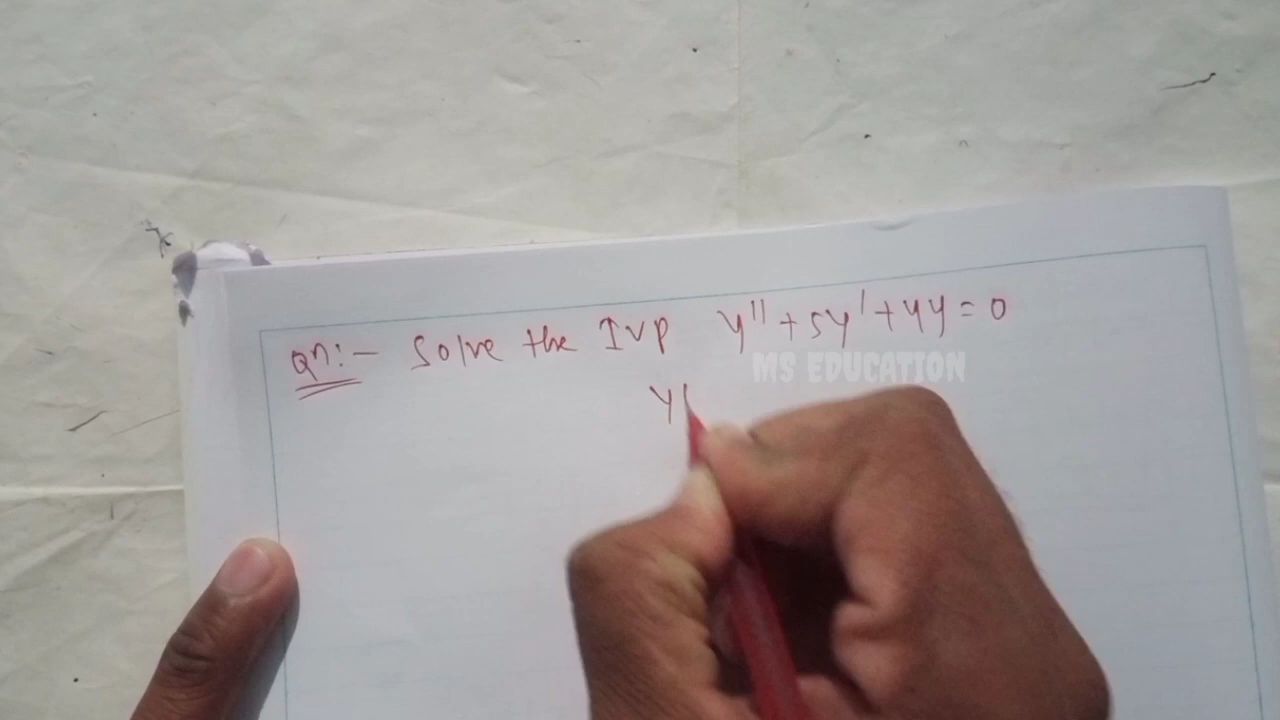 Qn:- Solve the IVP y'' + 5y' + 4y = 0
MS EDUCATION
y(